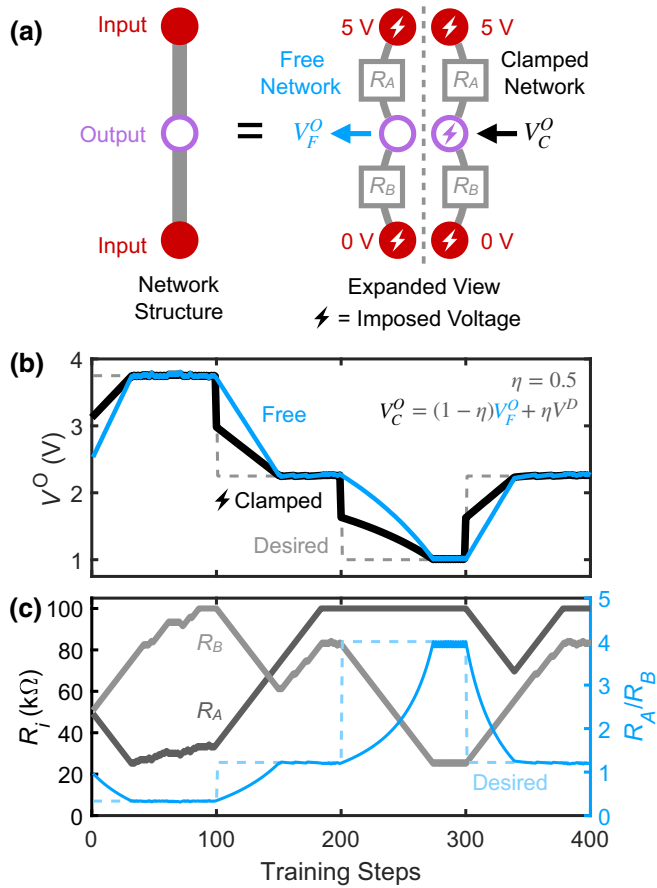 (a)
Input
Output
Input
Network
Structure
=
Free
Network
5 V
5 V
Clamped
Network
R_A
R_A
V_F^O
V_C^O
R_B
R_B
0 V
0 V
Expanded View
= Imposed Voltage
(b)
4
3
2
1
V^O (V)
η = 0.5
V_C^O = (1 − η)V_F^O + ηV^D
Free
Clamped
Desired
(c)
100
80
60
40
20
0
R_i (kΩ)
R_B
R_A
Desired
5
4
3
2
1
0
R_A/R_B
0 100 200 300 400
Training Steps